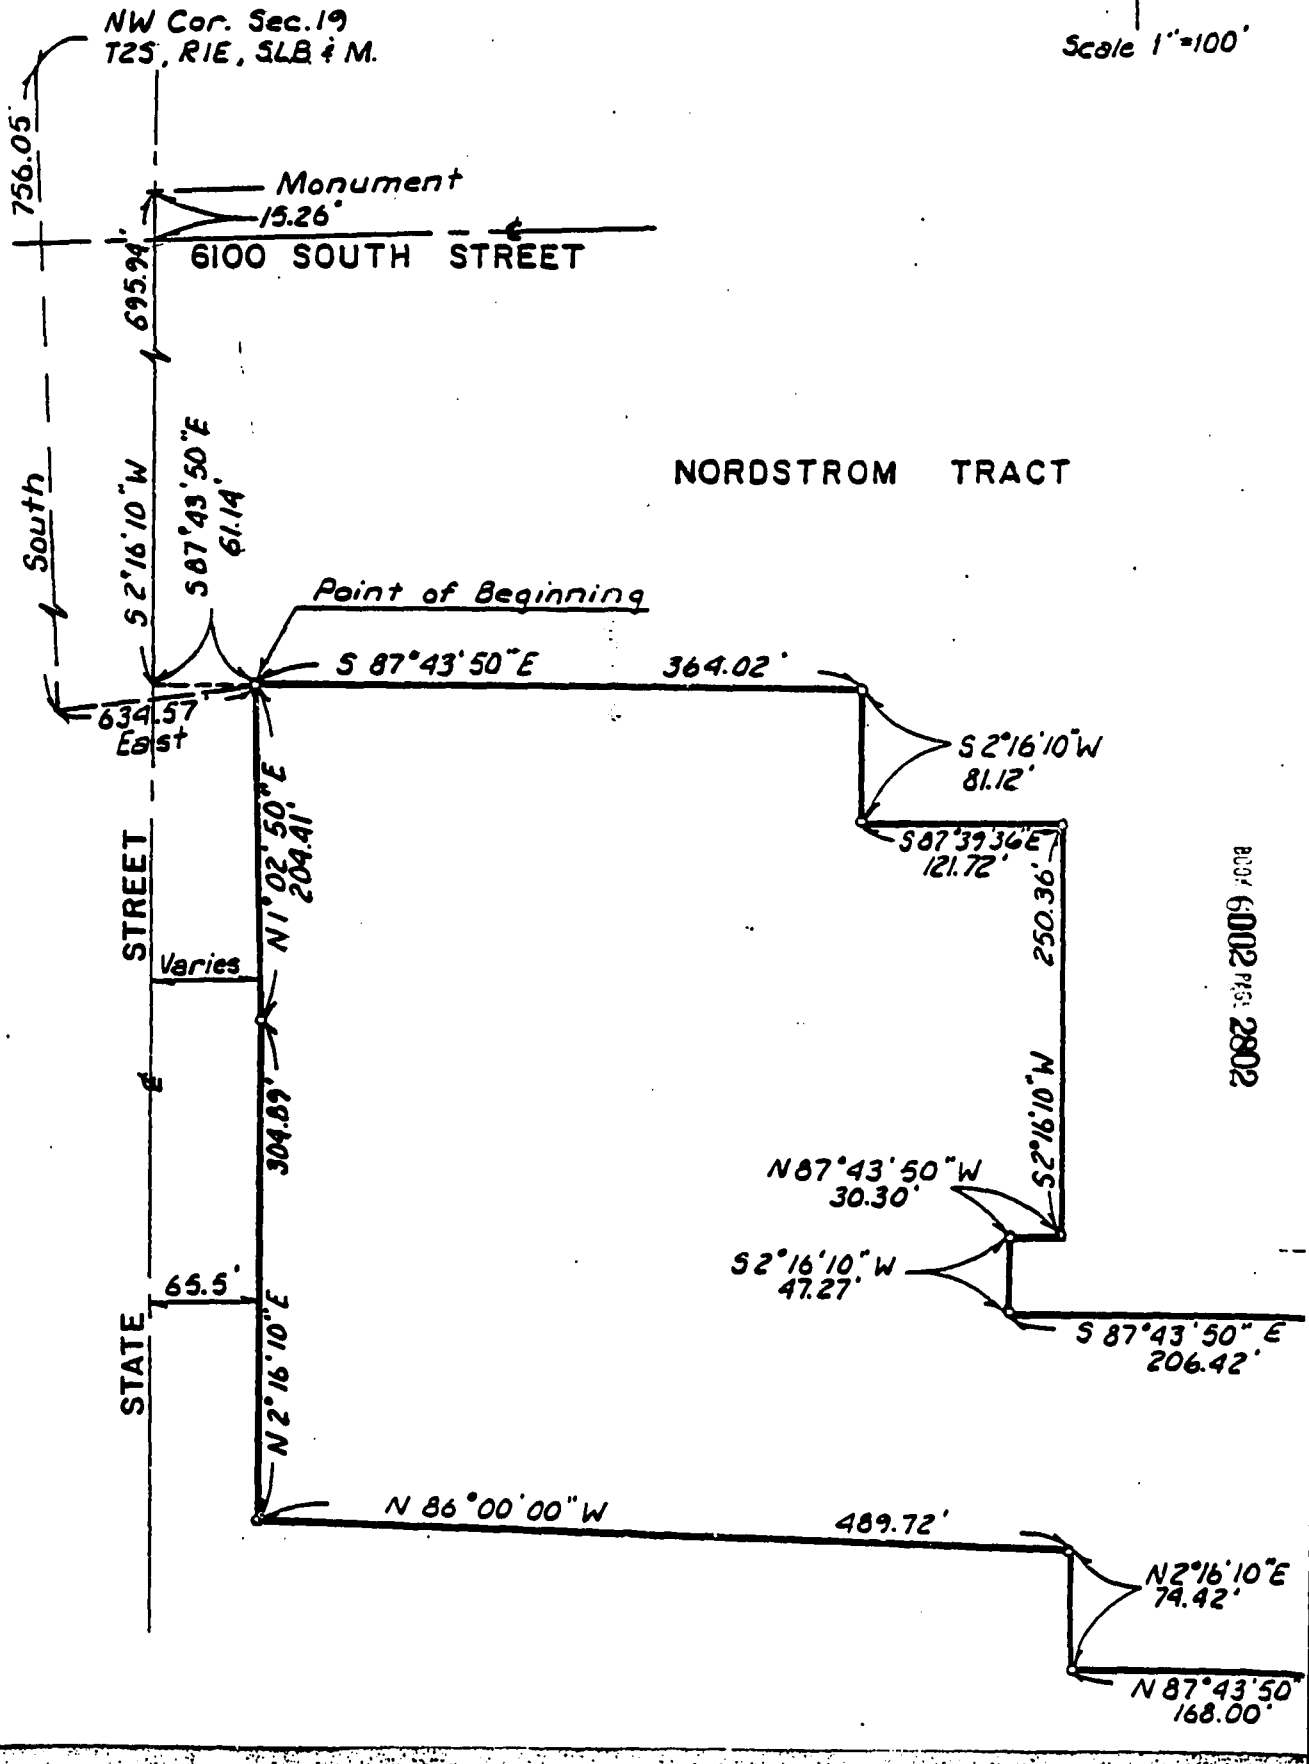 NW Cor. Sec.19
T2S, R1E, S.L.B. & M.
Scale 1"=100'
756.05'
Monument
15.26'
6100 SOUTH STREET
695.94'
S 2°16'10"W
South
S 87°43'50"E
61.14'
NORDSTROM TRACT
Point of Beginning
S 87°43'50"E 364.02'
634.57'
East
S 2°16'10"W
81.12'
S 87°39'36"E
121.72'
N 1°02'50"E
204.41'
250.36'
S 2°16'10"W
STREET
Varies
BOOK 6002 PAGE 2802
304.89'
N 2°16'10"E
N 87°43'50"W
30.30'
S 2°16'10"W
47.27'
65.5'
S 87°43'50"E
206.42'
STATE
N 86°00'00"W 489.72'
N 2°16'10"E
74.42'
N 87°43'50"
168.00'